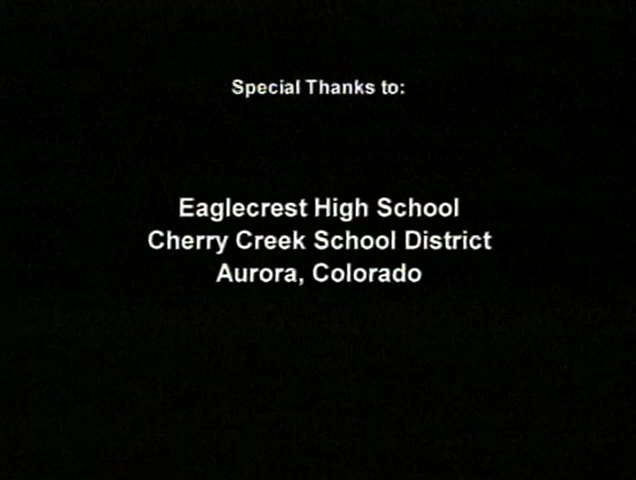 Special Thanks to:
Eaglecrest High School
Cherry Creek School District
Aurora, Colorado